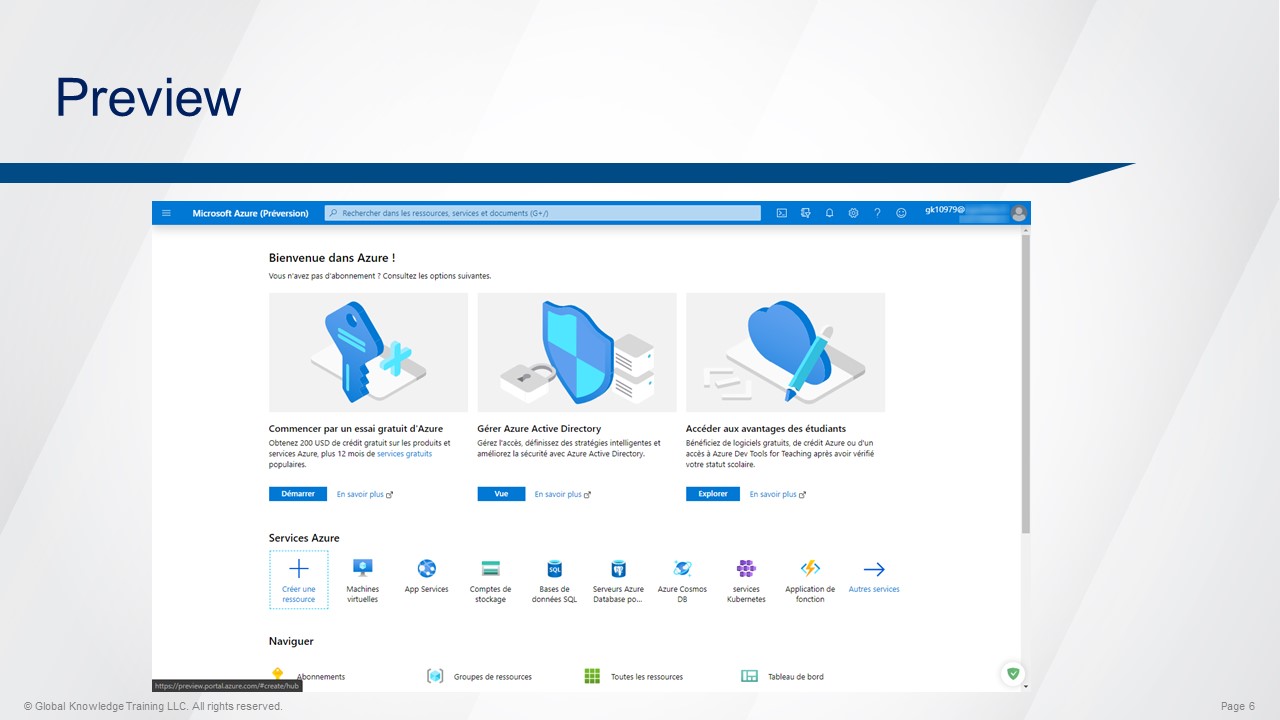 Preview
Microsoft Azure (Préversion)
Rechercher dans les ressources, services et documents (G+/)
gk10979@
Bienvenue dans Azure !
Vous n'avez pas d'abonnement ? Consultez les options suivantes.
Commencer par un essai gratuit d'Azure
Obtenez 200 USD de crédit gratuit sur les produits et
services Azure, plus 12 mois de services gratuits
populaires.
Démarrer
En savoir plus
Gérer Azure Active Directory
Gérez l'accès, définissez des stratégies intelligentes et
améliorez la sécurité avec Azure Active Directory.
Vue
En savoir plus
Accéder aux avantages des étudiants
Bénéficiez de logiciels gratuits, de crédit Azure ou d'un
accès à Azure Dev Tools for Teaching après avoir vérifié
votre statut scolaire.
Explorer
En savoir plus
Services Azure
Créer une
ressource
Machines
virtuelles
App Services
Comptes de
stockage
SQL
Bases de
données SQL
Serveurs Azure
Database po...
Azure Cosmos
DB
services
Kubernetes
Application de
fonction
Autres services
Naviguer
Abonnements
Groupes de ressources
Toutes les ressources
Tableau de bord
https://preview.portal.azure.com/#create/hub
© Global Knowledge Training LLC. All rights reserved.
Page 6